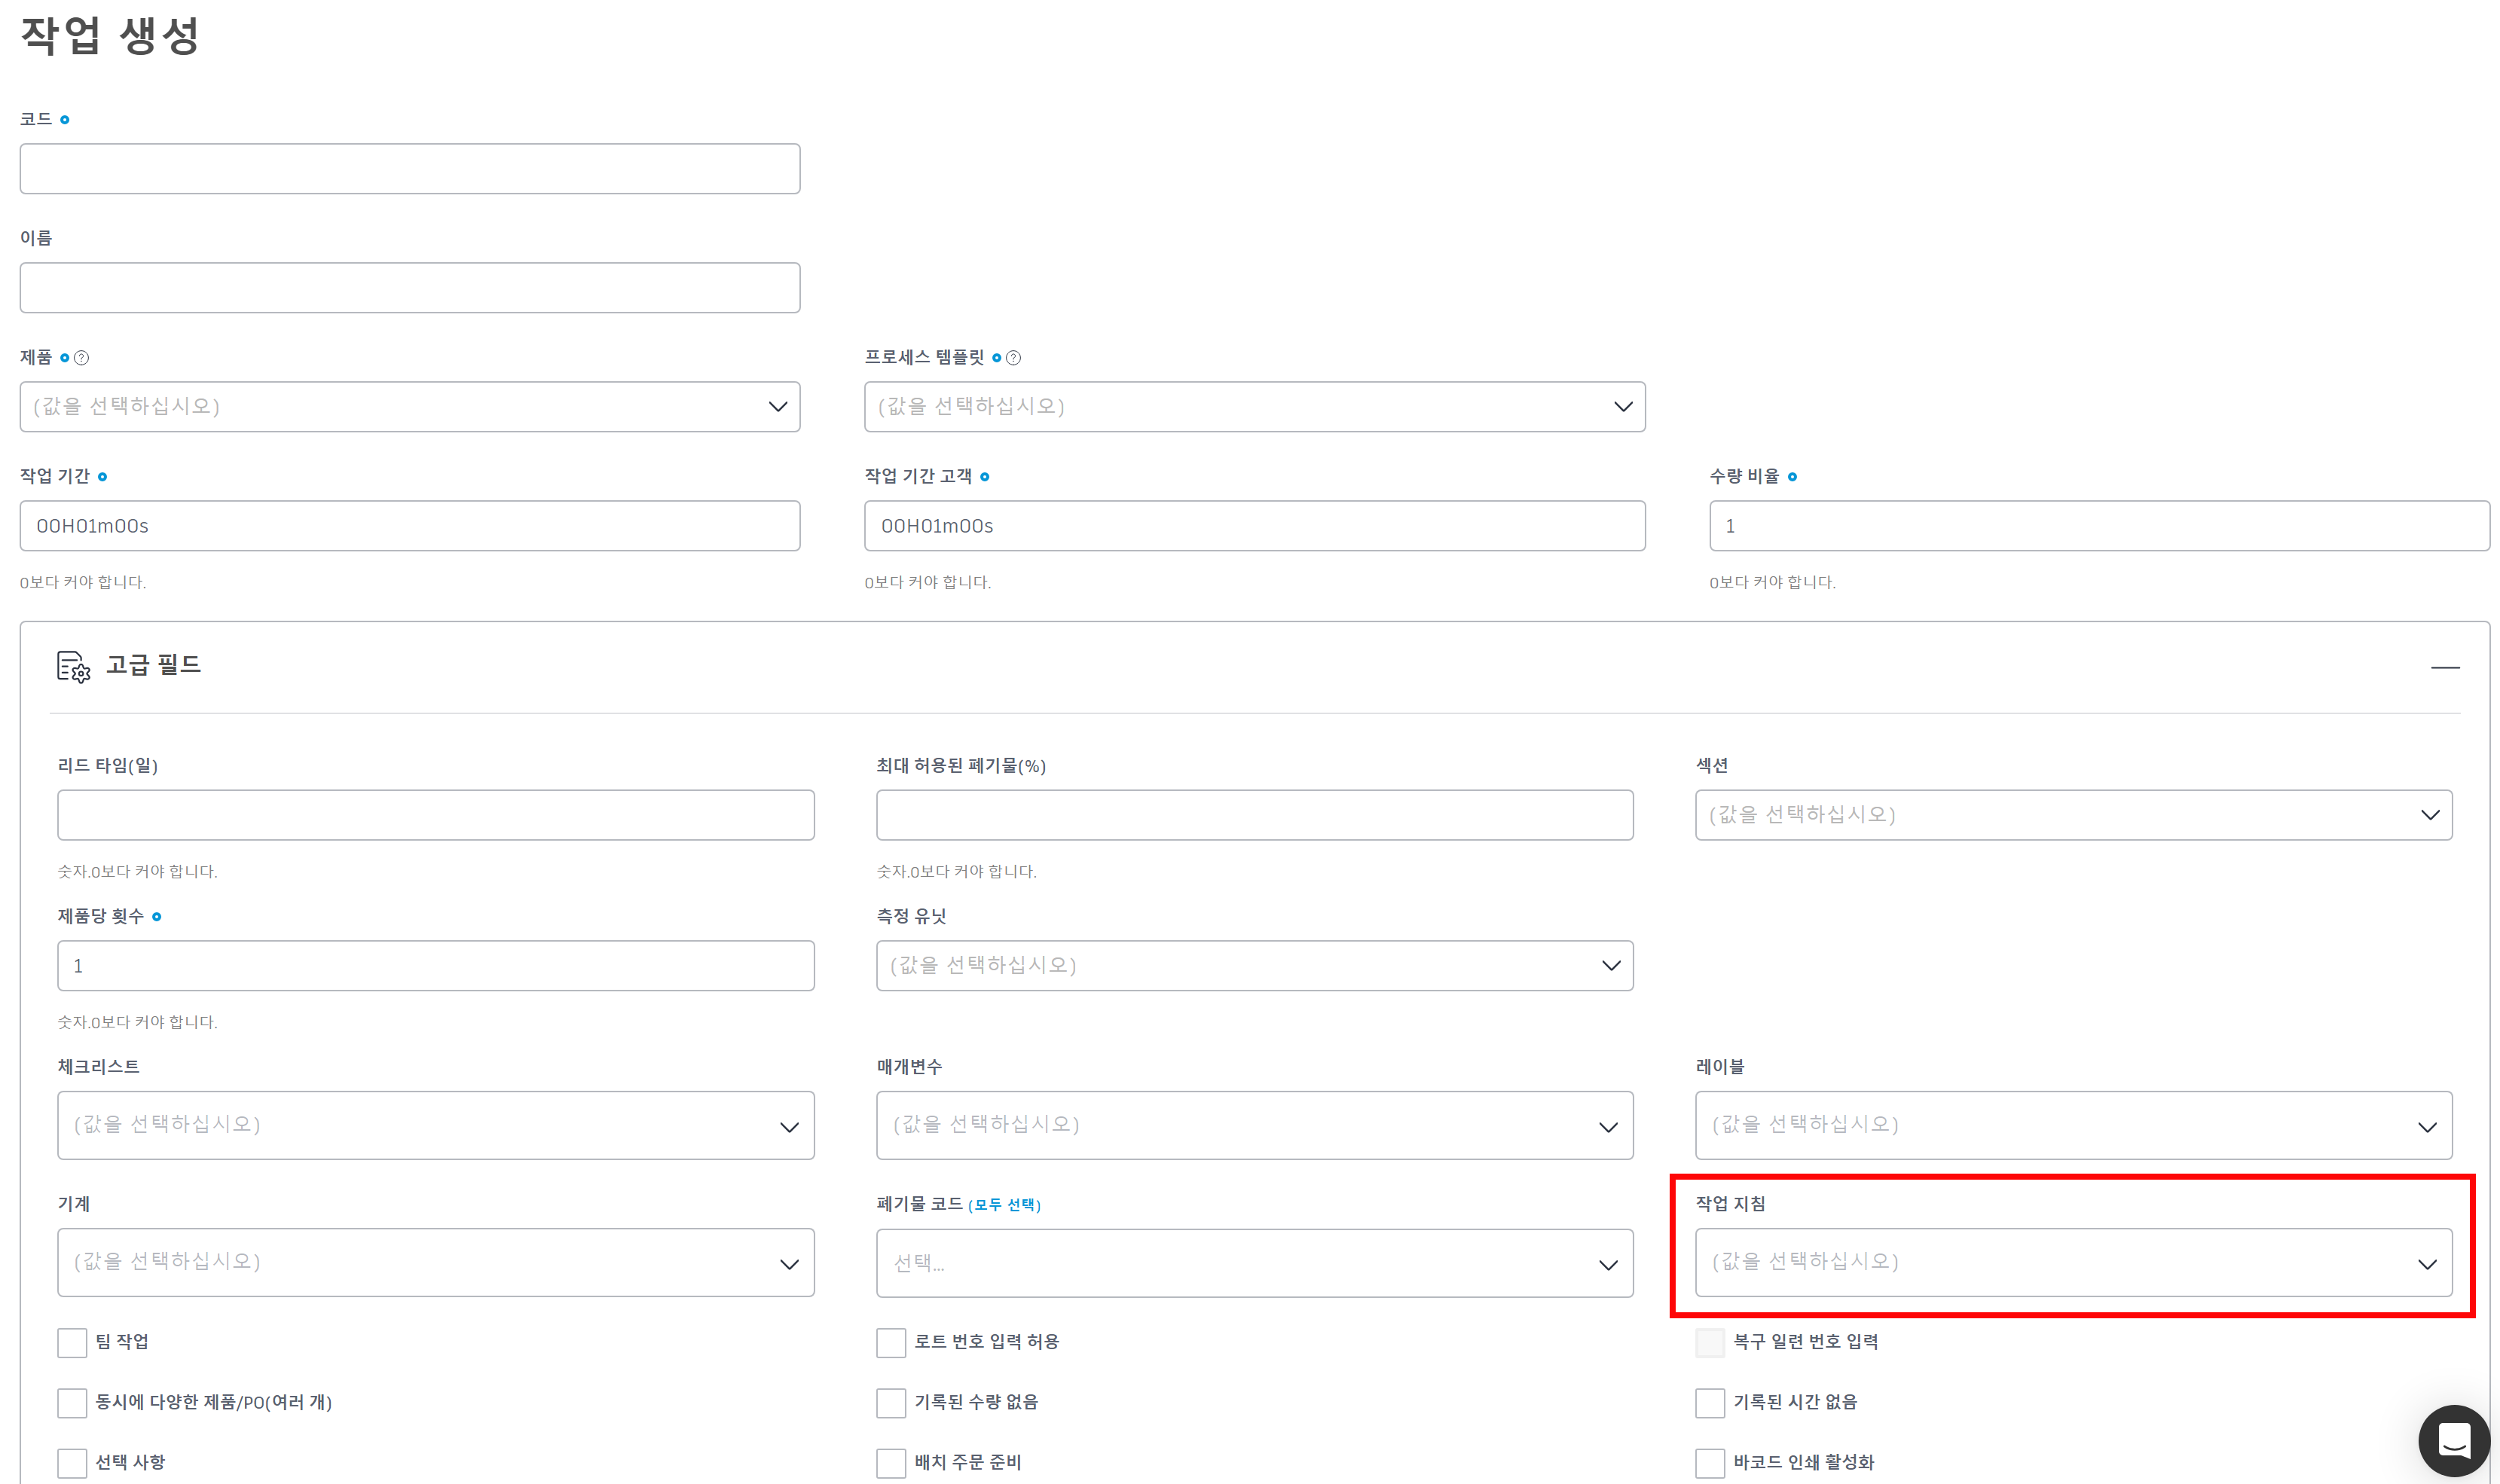 작업 생성
코드
이름
제품
프로세스 템플릿
(값을 선택하십시오)
(값을 선택하십시오)
작업 기간
작업 기간 고객
수량 비율
00H01m00s
00H01m00s
1
0보다 커야 합니다.
0보다 커야 합니다.
0보다 커야 합니다.
고급 필드
리드 타임(일)
최대 허용된 폐기물(%)
섹션
(값을 선택하십시오)
숫자.0보다 커야 합니다.
숫자.0보다 커야 합니다.
제품당 횟수
측정 유닛
1
(값을 선택하십시오)
숫자.0보다 커야 합니다.
체크리스트
매개변수
레이블
(값을 선택하십시오)
(값을 선택하십시오)
(값을 선택하십시오)
기계
폐기물 코드 (모두 선택)
작업 지침
(값을 선택하십시오)
선택...
(값을 선택하십시오)
팀 작업
로트 번호 입력 허용
복구 일련 번호 입력
동시에 다양한 제품/PO(여러 개)
기록된 수량 없음
기록된 시간 없음
선택 사항
배치 주문 준비
바코드 인쇄 활성화